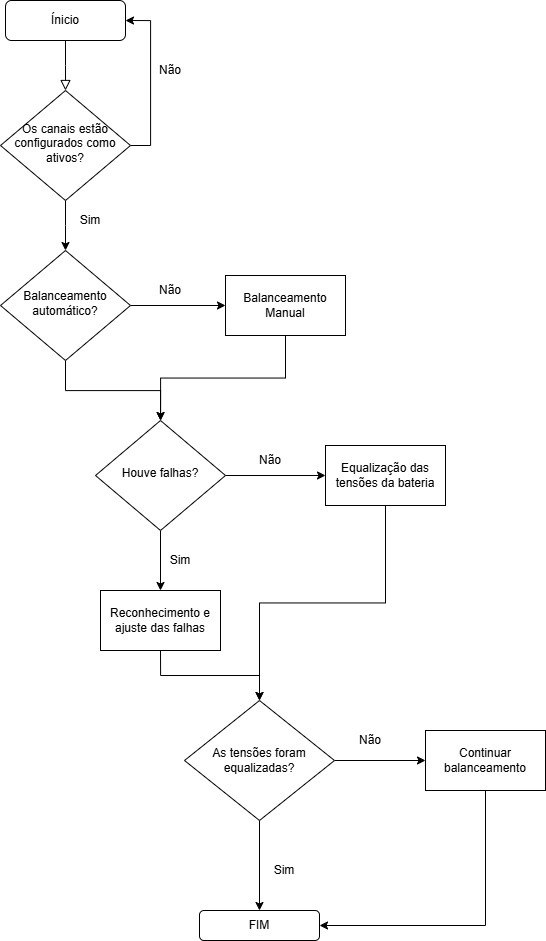 Ínicio
Não
Os canais estão
configurados como
ativos?
Sim
Balanceamento
automático?
Não
Balanceamento
Manual
Houve falhas?
Não
Equalização das
tensões da bateria
Sim
Reconhecimento e
ajuste das falhas
As tensões foram
equalizadas?
Não
Continuar
balanceamento
Sim
FIM